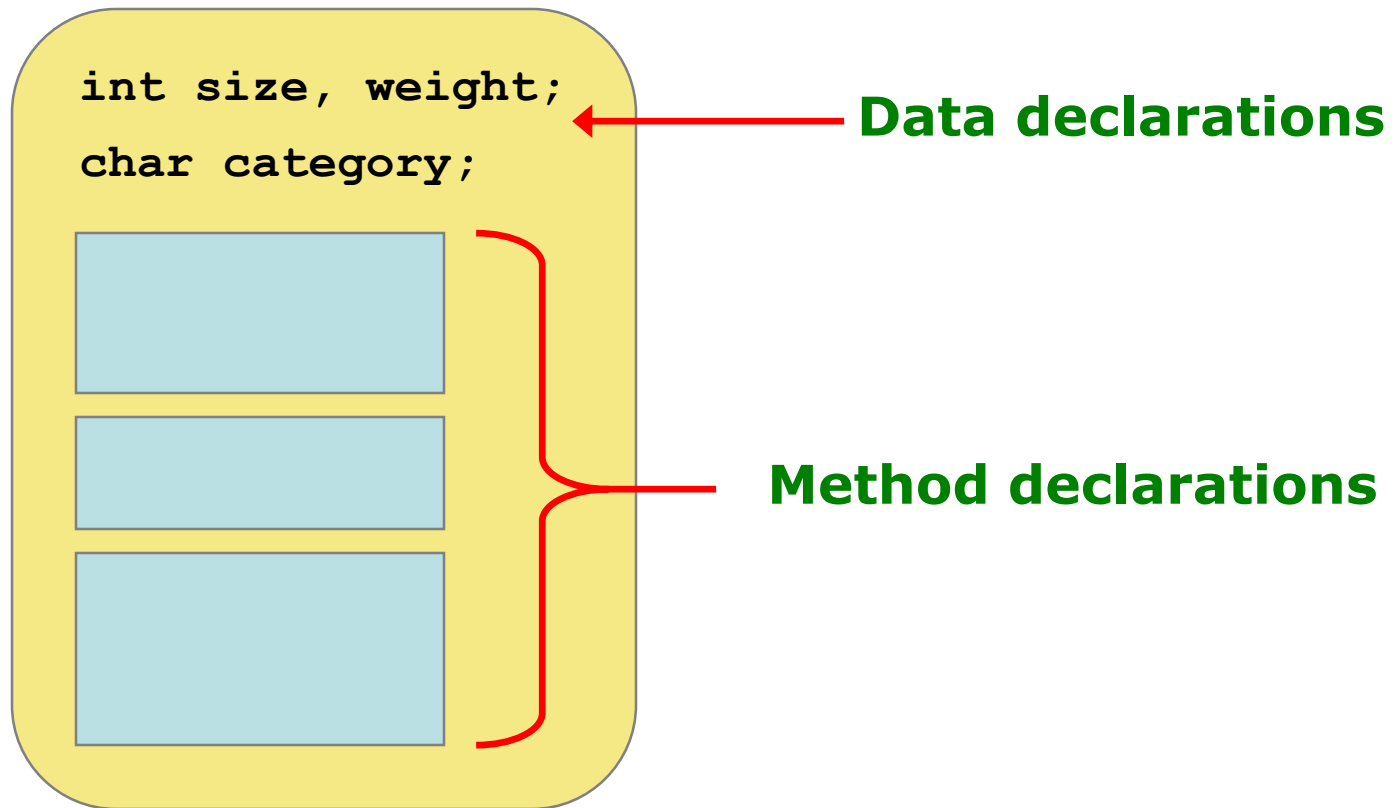 int size, weight;
Data declarations
char category;
Method declarations